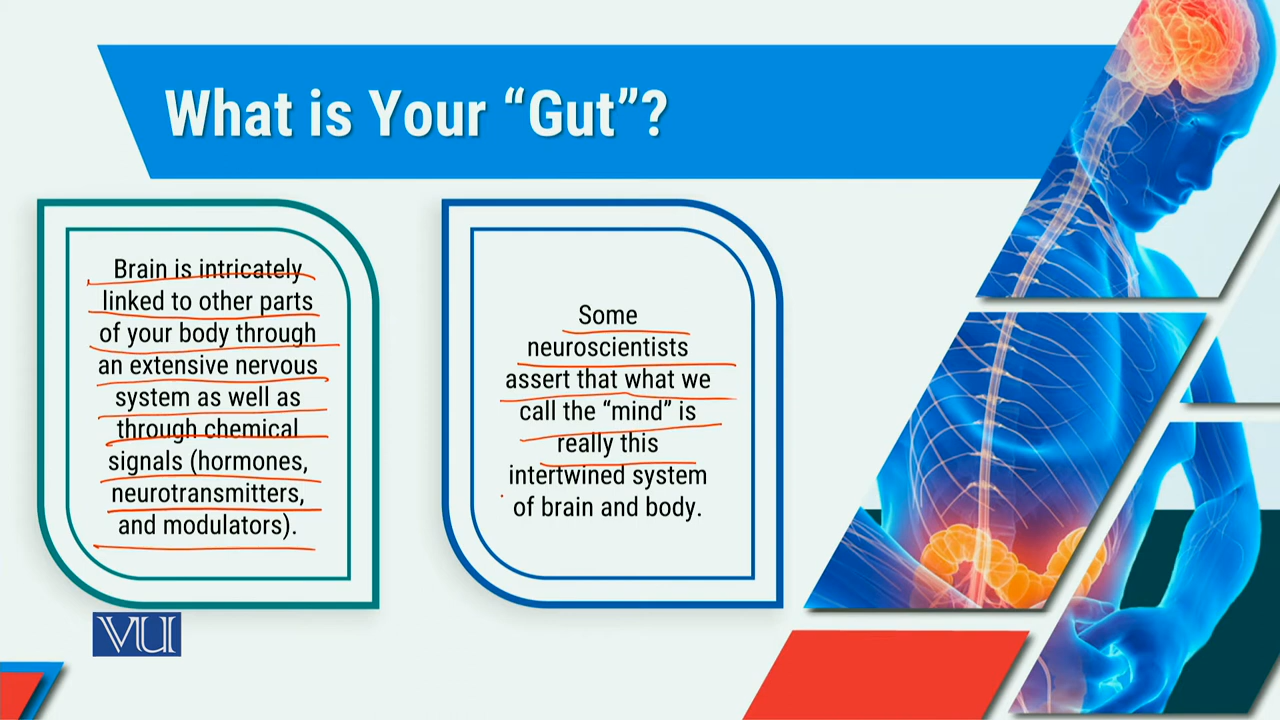 What is Your “Gut”?
Brain is intricately
linked to other parts
of your body through
an extensive nervous
system as well as
through chemical
signals (hormones,
neurotransmitters,
and modulators).
Some
neuroscientists
assert that what we
call the “mind” is
really this
intertwined system
of brain and body.
VU